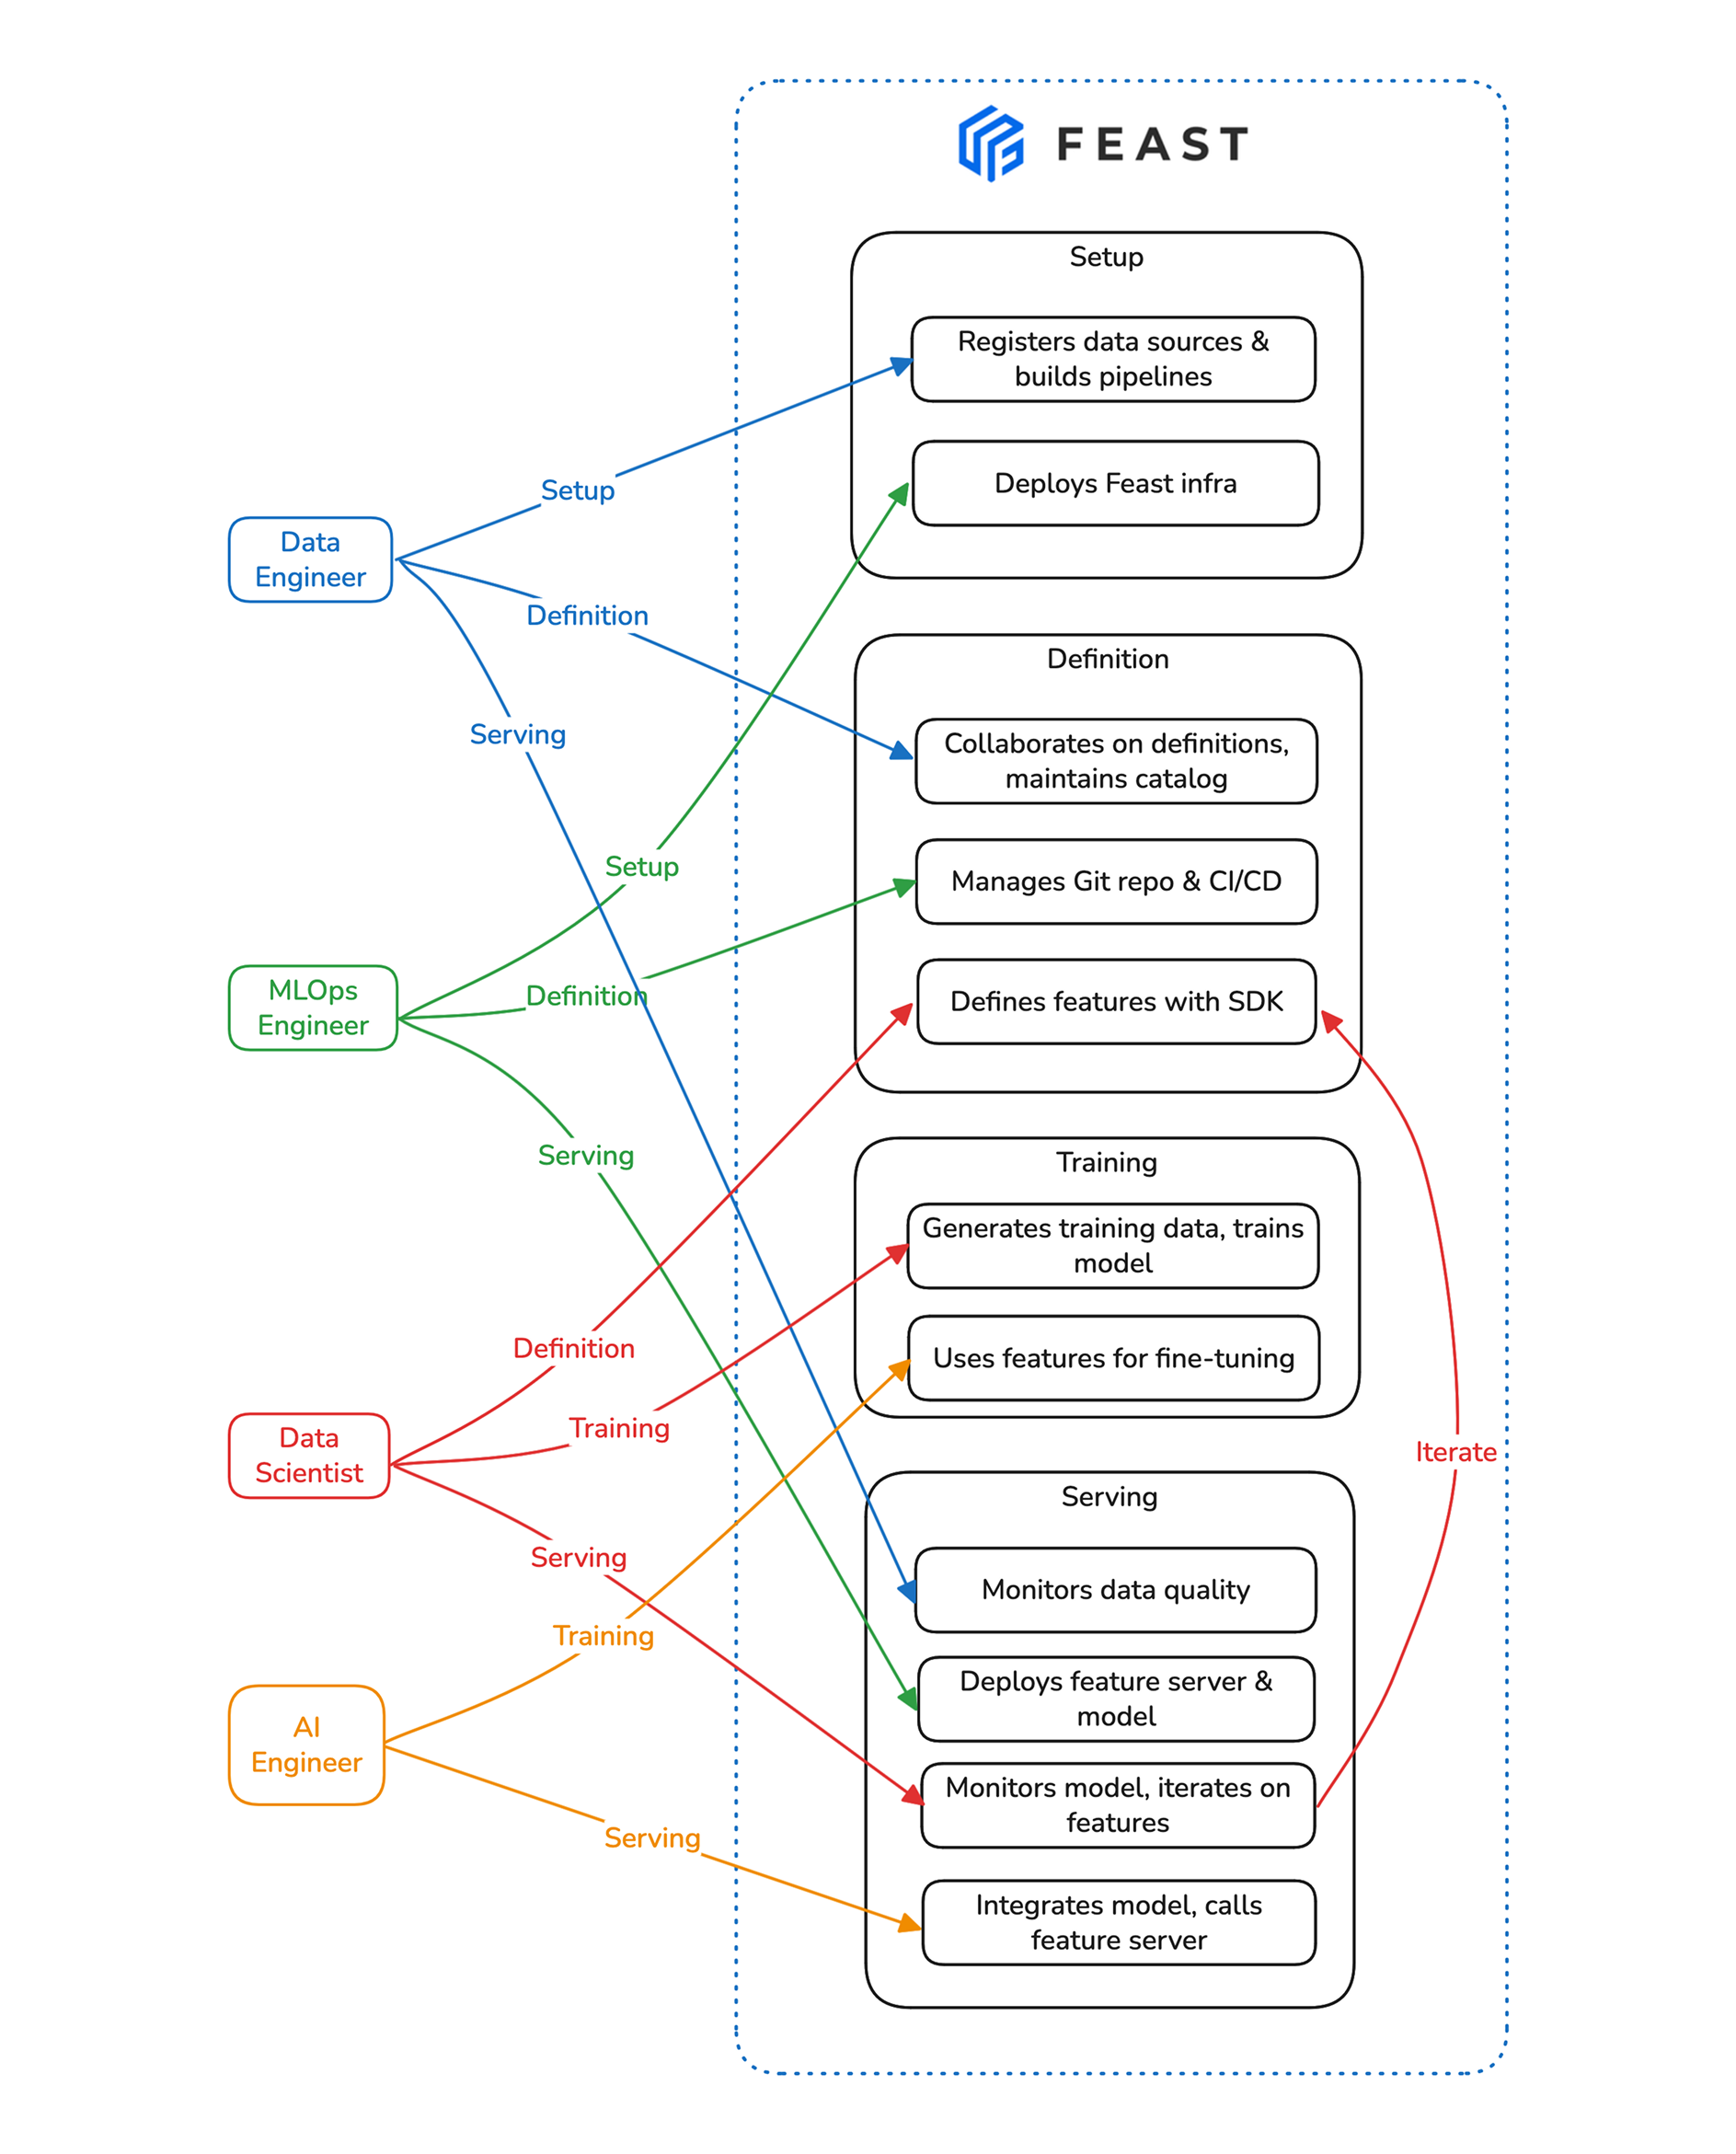 FEAST
Setup
Registers data sources &
builds pipelines
Deploys Feast infra
Setup
Data
Engineer
Definition
Serving
Definition
Collaborates on definitions,
maintains catalog
Manages Git repo & CI/CD
Defines features with SDK
Setup
MLOps
Engineer
Definition
Serving
Training
Generates training data, trains
model
Uses features for fine-tuning
Definition
Data
Scientist
Training
Serving
Iterate
Serving
Monitors data quality
Deploys feature server &
model
Monitors model, iterates on
features
Integrates model, calls
feature server
Training
AI
Engineer
Serving